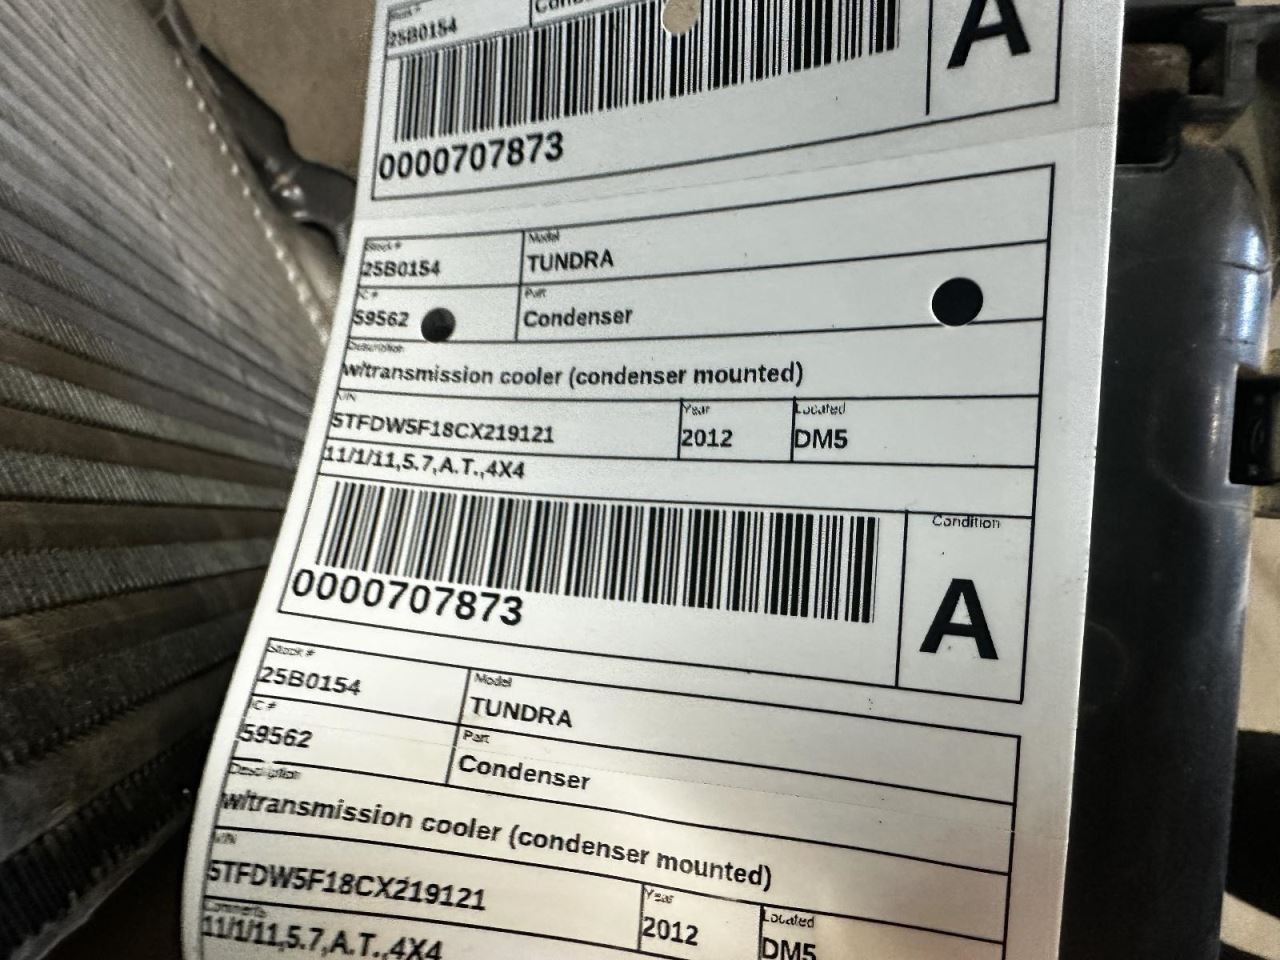 Stock #
25B0154
A
0000707873
Stock #
25B0154
Model
TUNDRA
IC #
59562
Part
Condenser
Description
w/transmission cooler (condenser mounted)
VIN
5TFDW5F18CX219121
Year
2012
Located
DM5
11/1/11,5.7,A.T.,4X4
0000707873
Condition
A
Stock #
25B0154
Model
TUNDRA
IC #
59562
Part
Condenser
Description
w/transmission cooler (condenser mounted)
VIN
5TFDW5F18CX219121
Year
2012
Located
DM5
Comments
11/1/11,5.7,A.T.,4X4